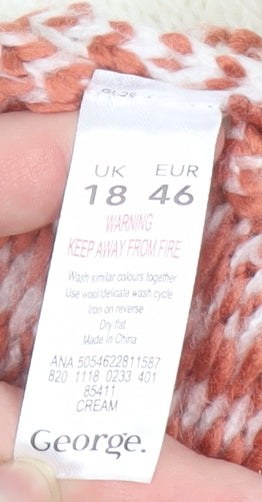 UK EUR
18 46
WARNING
KEEP AWAY FROM FIRE
Wash similar colours together
Use wool/delicate wash cycle
Iron on reverse
Dry flat
Made in China
ANA 5054622811587
820 1118 0233 401
85411
CREAM
George.